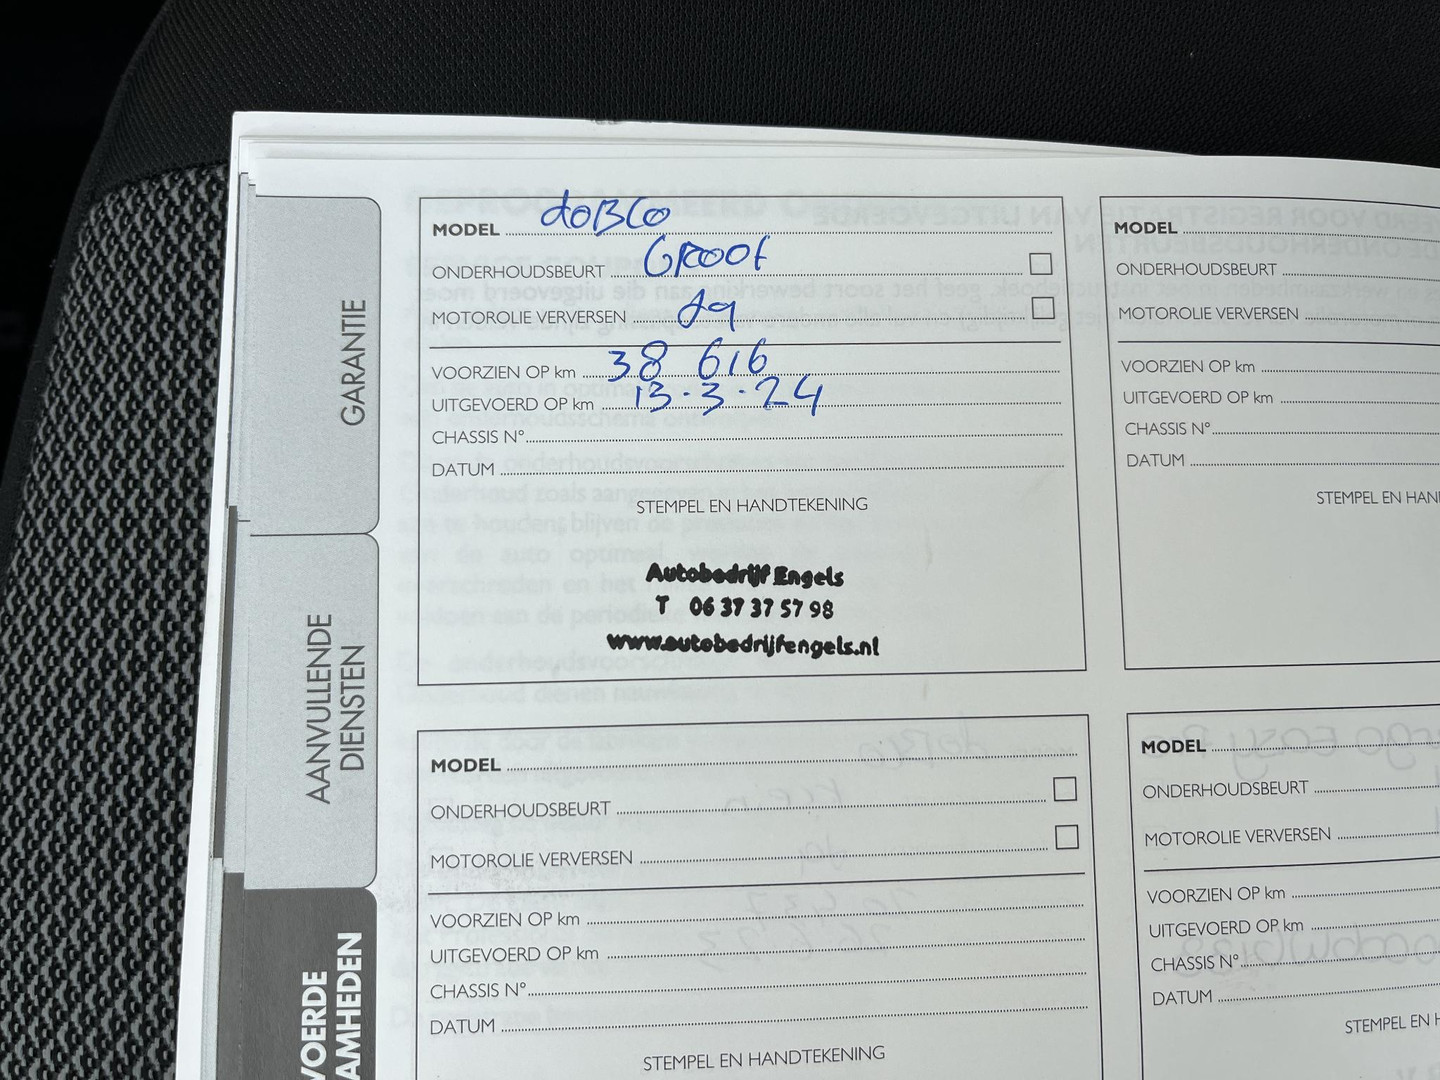 GARANTIE
AANVULLENDE
DIENSTEN
VOERDE
AMHEDEN
MODEL doBlo
ONDERHOUDSBEURT GROOt
MOTOROLIE VERVERSEN Ja
VOORZIEN OP km 38 616
UITGEVOERD OP km 13.3.24
CHASSIS N°
DATUM
STEMPEL EN HANDTEKENING
Autobedrijf Engels
T 06 37 37 57 98
www.autobedrijfengels.nl
MODEL
ONDERHOUDSBEURT
MOTOROLIE VERVERSEN
VOORZIEN OP km
UITGEVOERD OP km
CHASSIS N°
DATUM
STEMPEL EN HAN
MODEL
ONDERHOUDSBEURT
MOTOROLIE VERVERSEN
VOORZIEN OP km
UITGEVOERD OP km
CHASSIS N°
DATUM
STEMPEL EN HANDTEKENING
MODEL
ONDERHOUDSBEURT
MOTOROLIE VERVERSEN
VOORZIEN OP km
UITGEVOERD OP km
CHASSIS N°
DATUM
STEMPEL EN H